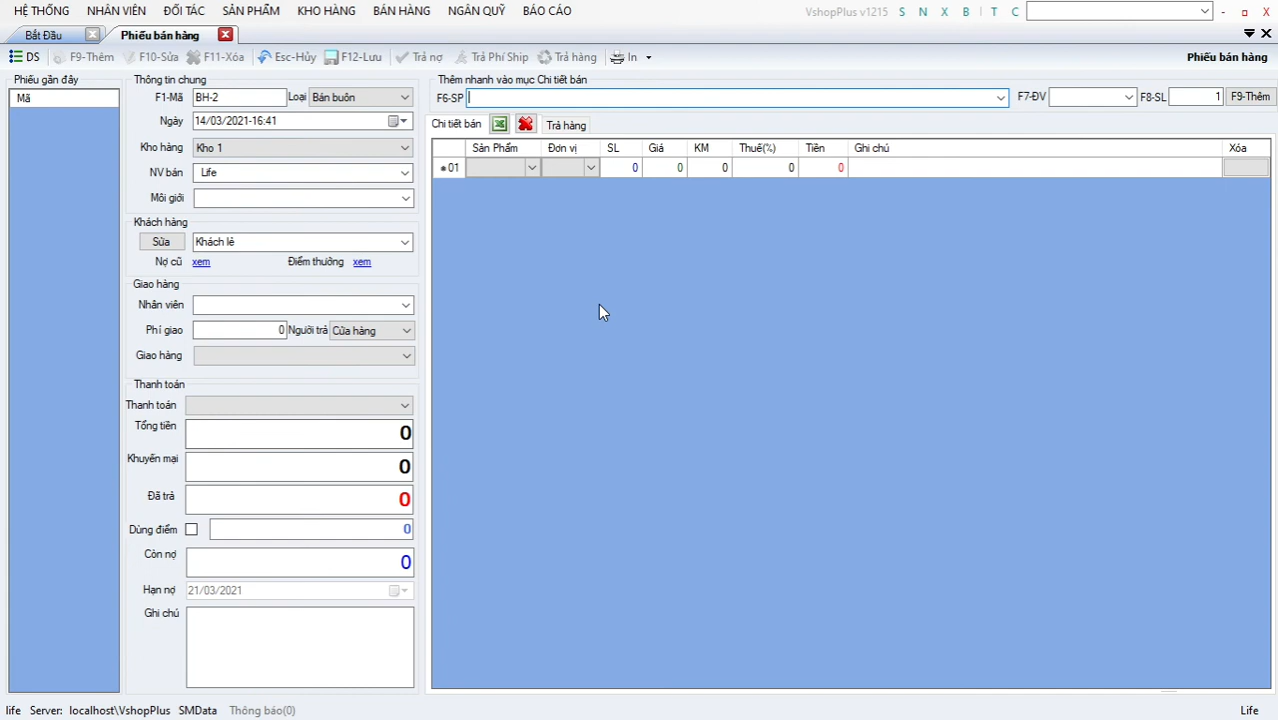 HỆ THỐNG NHÂN VIÊN ĐỐI TÁC SẢN PHẨM KHO HÀNG BÁN HÀNG NGÂN QUỸ BÁO CÁO VshopPlus v1215 S N X B T C
Bắt Đầu Phiếu bán hàng
DS F9-Thêm F10-Sửa F11-Xóa Esc-Hủy F12-Lưu Trả nợ Trả Phí Ship Trả hàng In Phiếu bán hàng
Phiếu gần đây
Mã
Thông tin chung
F1-Mã BH-2 Loại Bán buôn
Ngày 14/03/2021-16:41
Kho hàng Kho 1
NV bán Life
Môi giới
Khách hàng
Sửa Khách lẻ
Nợ cũ xem Điểm thưởng xem
Giao hàng
Nhân viên
Phí giao 0 Người trả Cửa hàng
Giao hàng
Thanh toán
Thanh toán
Tổng tiền 0
Khuyến mại 0
Đã trả 0
Dùng điểm 0
Còn nợ 0
Hạn nợ 21/03/2021
Ghi chú
Thêm nhanh vào mục Chi tiết bán
F6-SP F7-ĐV F8-SL 1 F9-Thêm
Chi tiết bán Trả hàng
Sản Phẩm Đơn vị SL Giá KM Thuế(%) Tiền Ghi chú Xóa
01 0 0 0 0 0
life Server: localhost\VshopPlus SMData Thông báo(0) Life